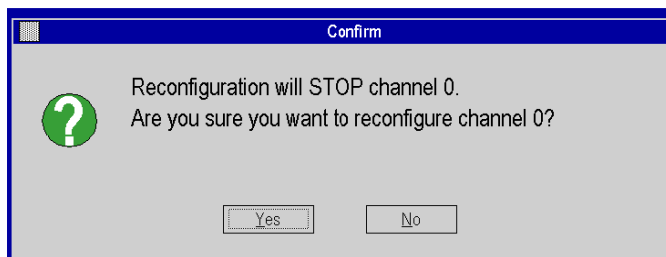 Confirm
Reconfiguration will STOP channel 0.
Are you sure you want to reconfigure channel 0?
Yes No